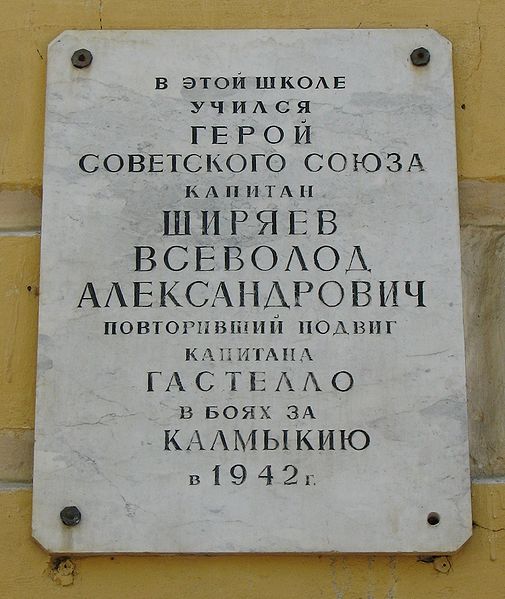 В ЭТОЙ ШКОЛЕ
УЧИЛСЯ
ГЕРОЙ
СОВЕТСКОГО СОЮЗА
КАПИТАН
ШИРЯЕВ
ВСЕВОЛОД
АЛЕКСАНДРОВИЧ
ПОВТОРИВШИЙ ПОДВИГ
КАПИТАНА
ГАСТЕЛЛО
В БОЯХ ЗА
КАЛМЫКИЮ
В 1942 Г.